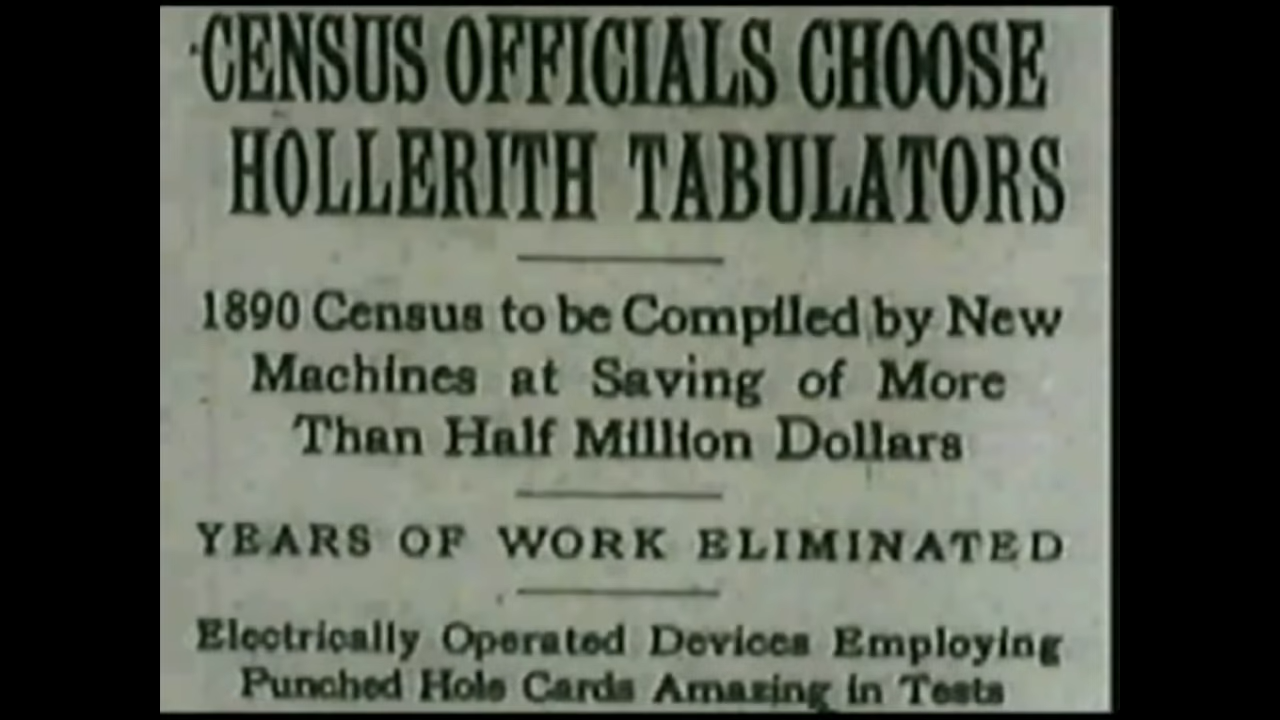 CENSUS OFFICIALS CHOOSE
HOLLERITH TABULATORS
1890 Census to be Compiled by New
Machines at Saving of More
Than Half Million Dollars
YEARS OF WORK ELIMINATED
Electrically Operated Devices Employing
Punched Hole Cards Amazing in Tests